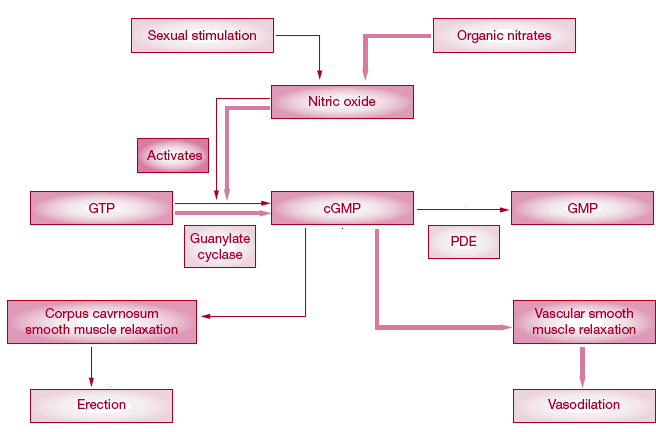 Sexual stimulation
Organic nitrates
Nitric oxide
Activates
GTP
cGMP
GMP
Guanylate
cyclase
PDE
Corpus cavrnosum
smooth muscle relaxation
Vascular smooth
muscle relaxation
Erection
Vasodilation